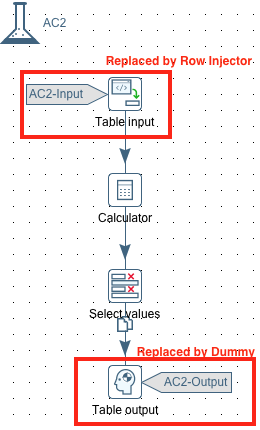 AC2
Replaced by Row Injector
AC2-Input
Table input
Calculator
Select values
Replaced by Dummy
AC2-Output
Table output